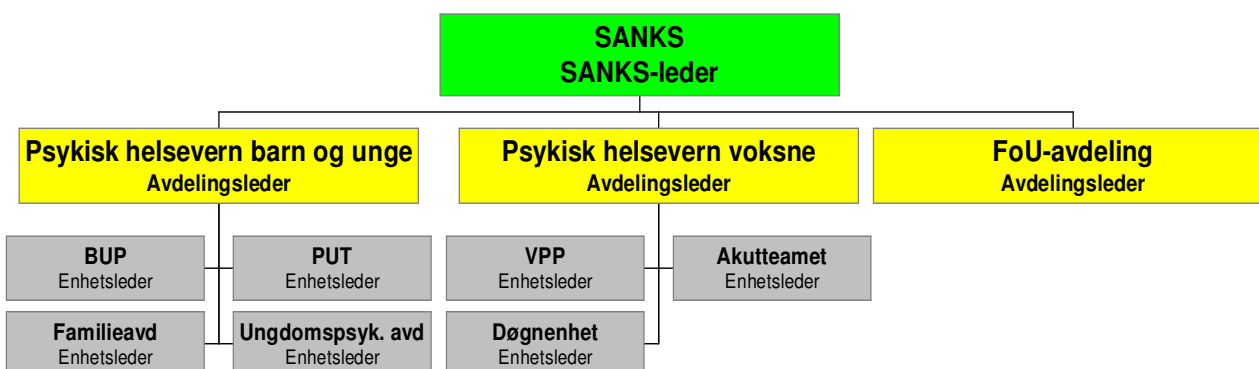 SANKS
SANKS-leder
Psykisk helsevern barn og unge
Avdelingsleder
Psykisk helsevern voksne
Avdelingsleder
FoU-avdeling
Avdelingsleder
BUP
Enhetsleder
PUT
Enhetsleder
VPP
Enhetsleder
Akutteamet
Enhetsleder
Familieavd
Enhetsleder
Ungdomspsyk. avd
Enhetsleder
Døgnenhet
Enhetsleder